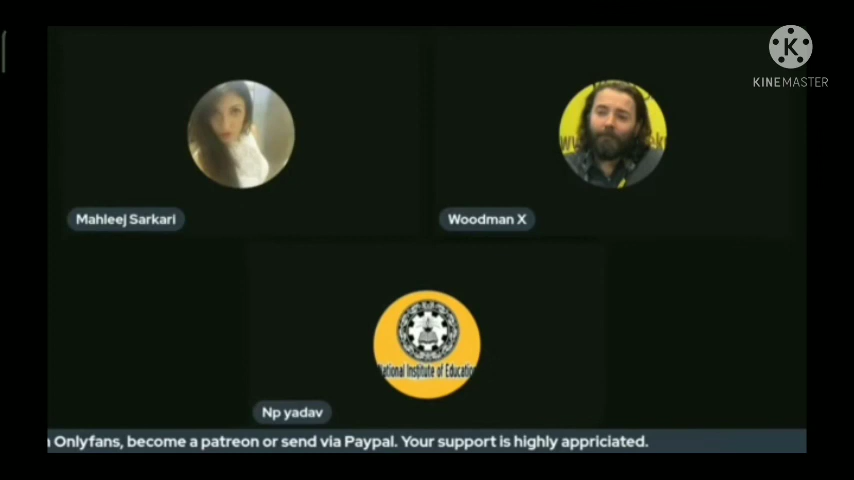 KINEMASTER
Mahleej Sarkari
Woodman X
National Institute of Education
Np yadav
Onlyfans, become a patreon or send via Paypal. Your support is highly appriciated.